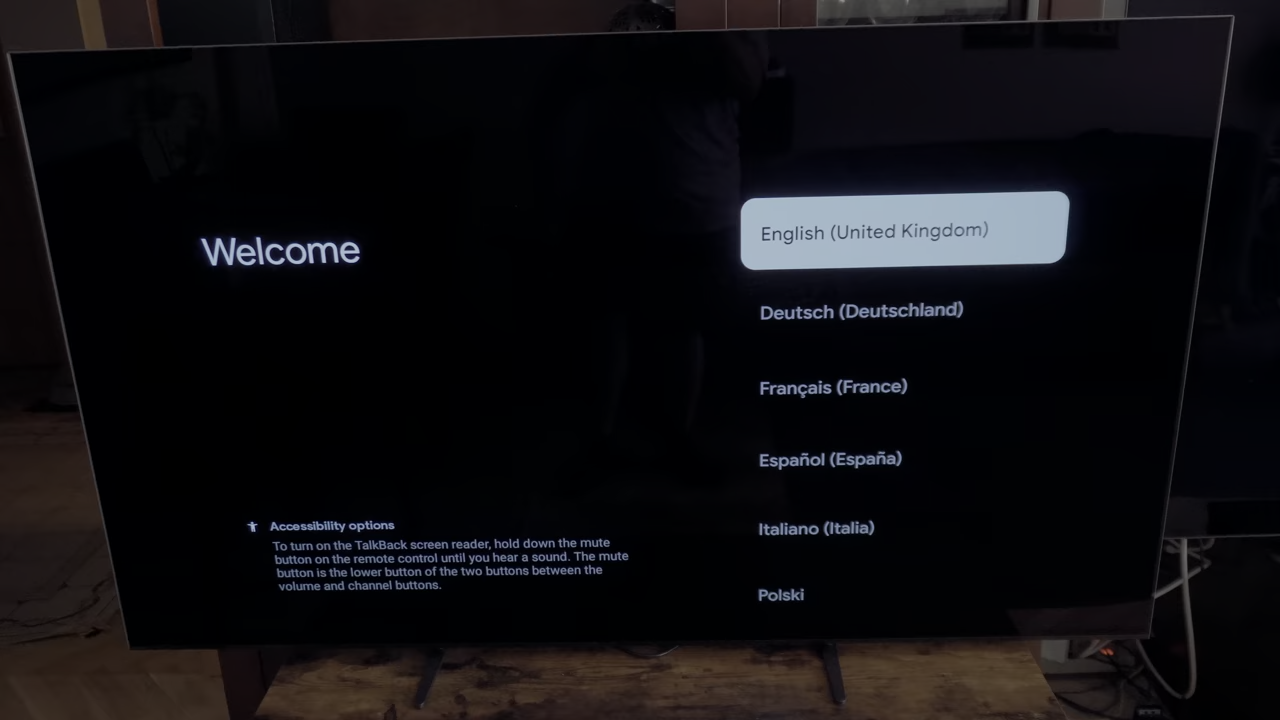 Welcome
English (United Kingdom)
Deutsch (Deutschland)
Français (France)
Español (España)
Italiano (Italia)
Polski
Accessibility options
To turn on the TalkBack screen reader, hold down the mute
button on the remote control until you hear a sound. The mute
button is the lower button of the two buttons between the
volume and channel buttons.